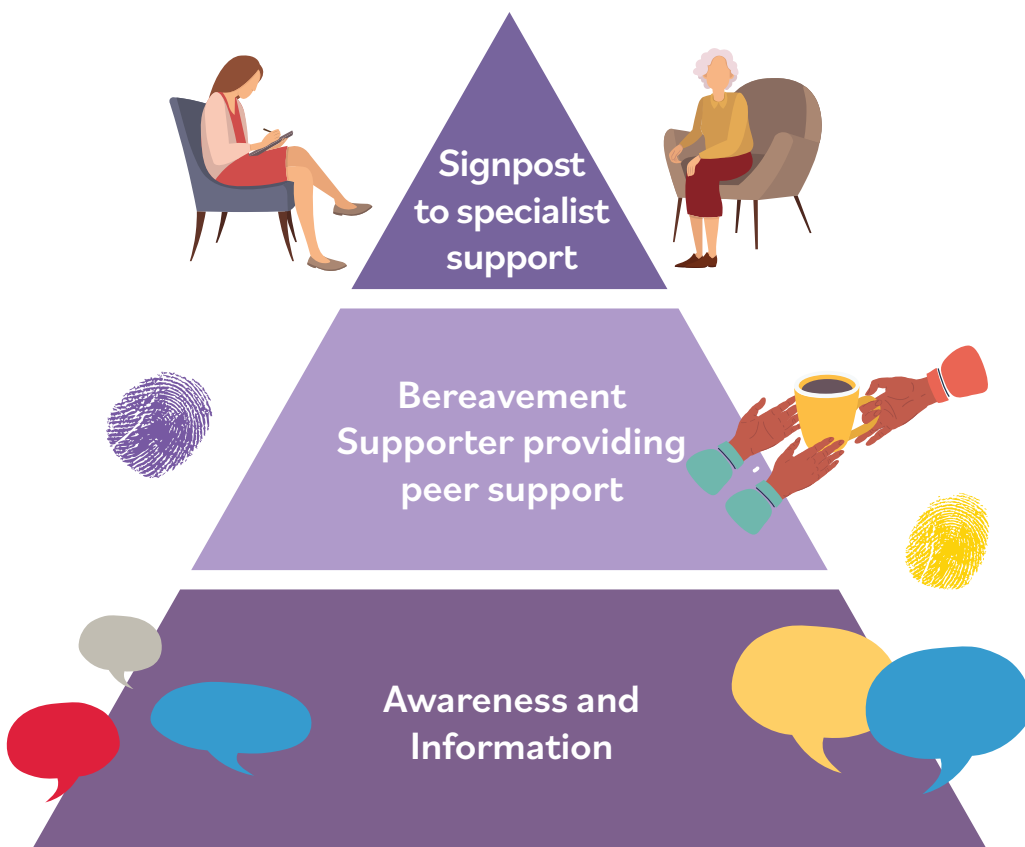 Signpost
to specialist
support
Bereavement
Supporter providing
peer support
Awareness and
Information